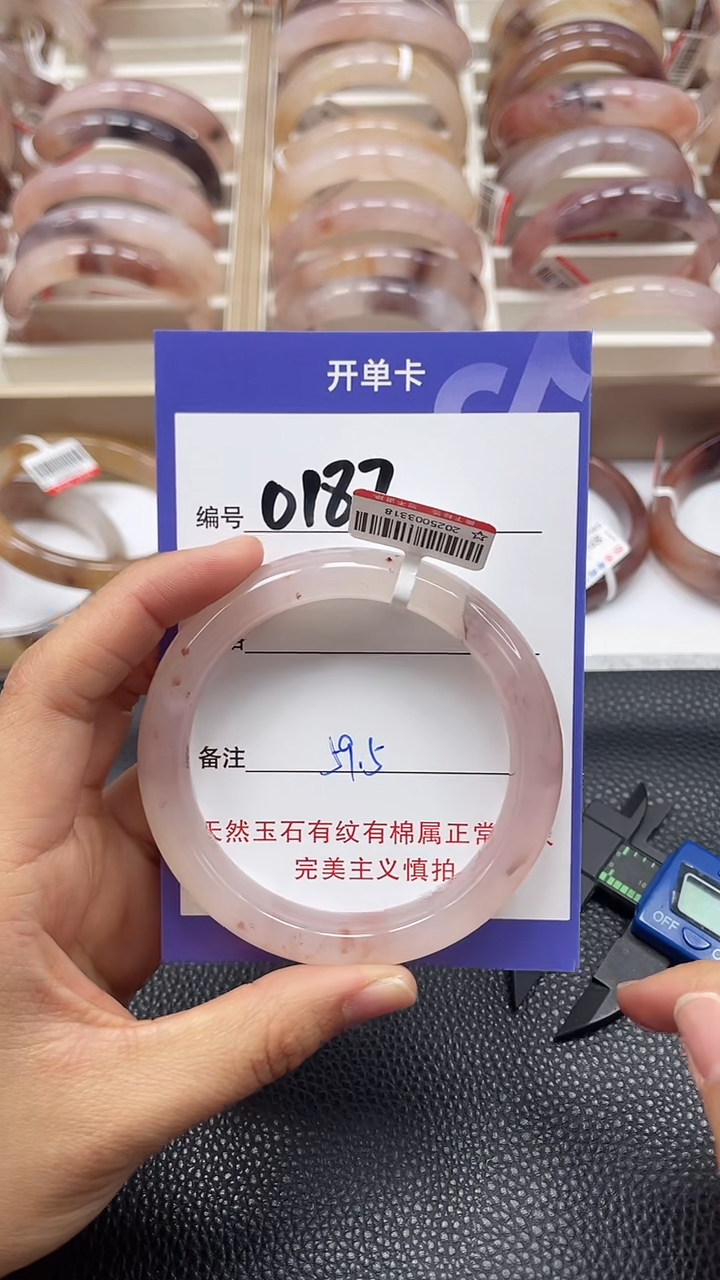 开单卡
编号 0187
2025003318
备注 59.5
天然玉石有纹有棉属正常
完美主义慎拍
OFF